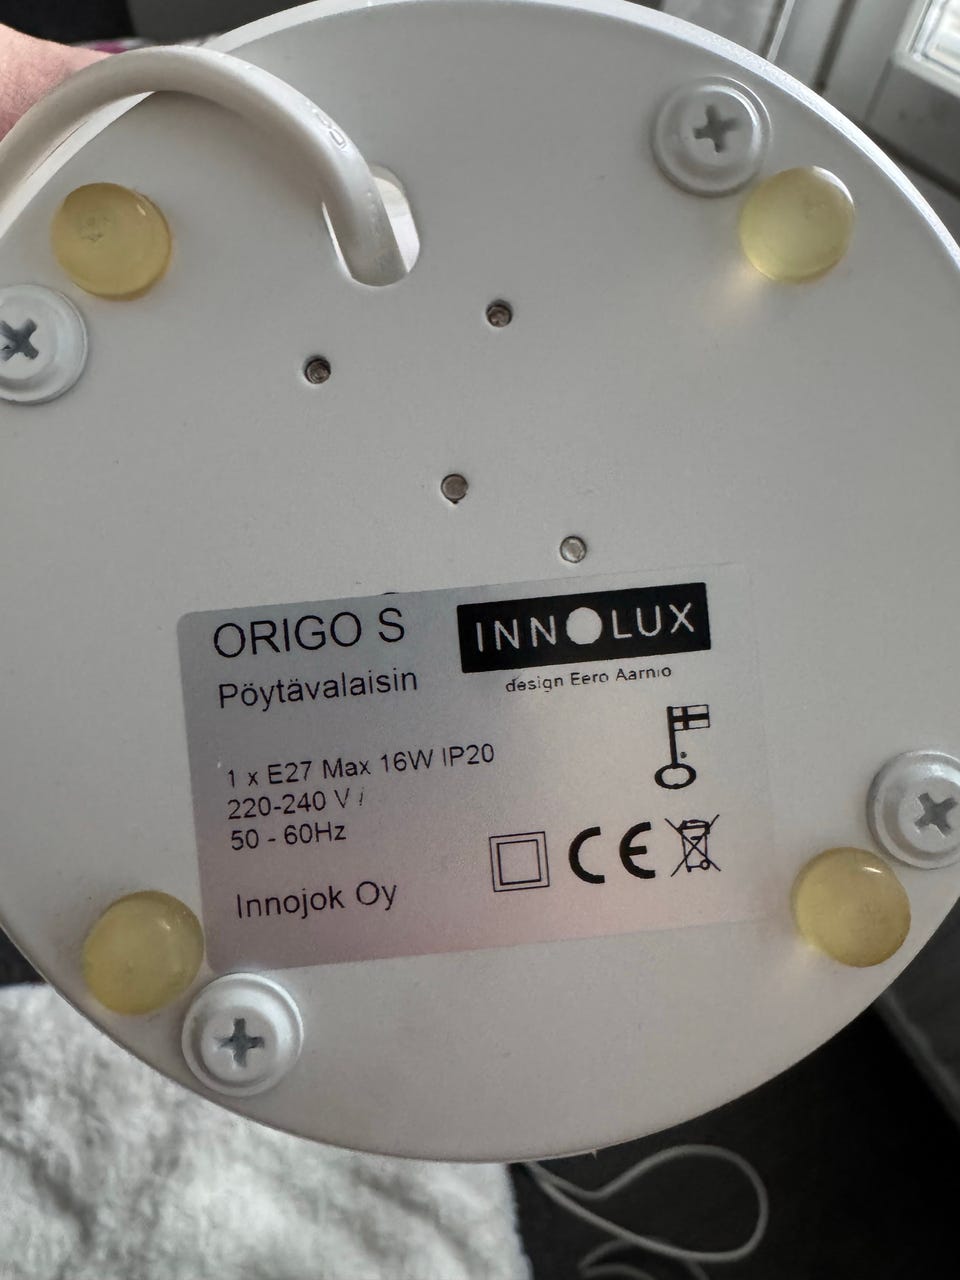 ORIGO S
INNOLUX
design Eero Aarnio
Pöytävalaisin
1 x E27 Max 16W IP20
220-240 V /
50 - 60Hz
Innojok Oy
CE